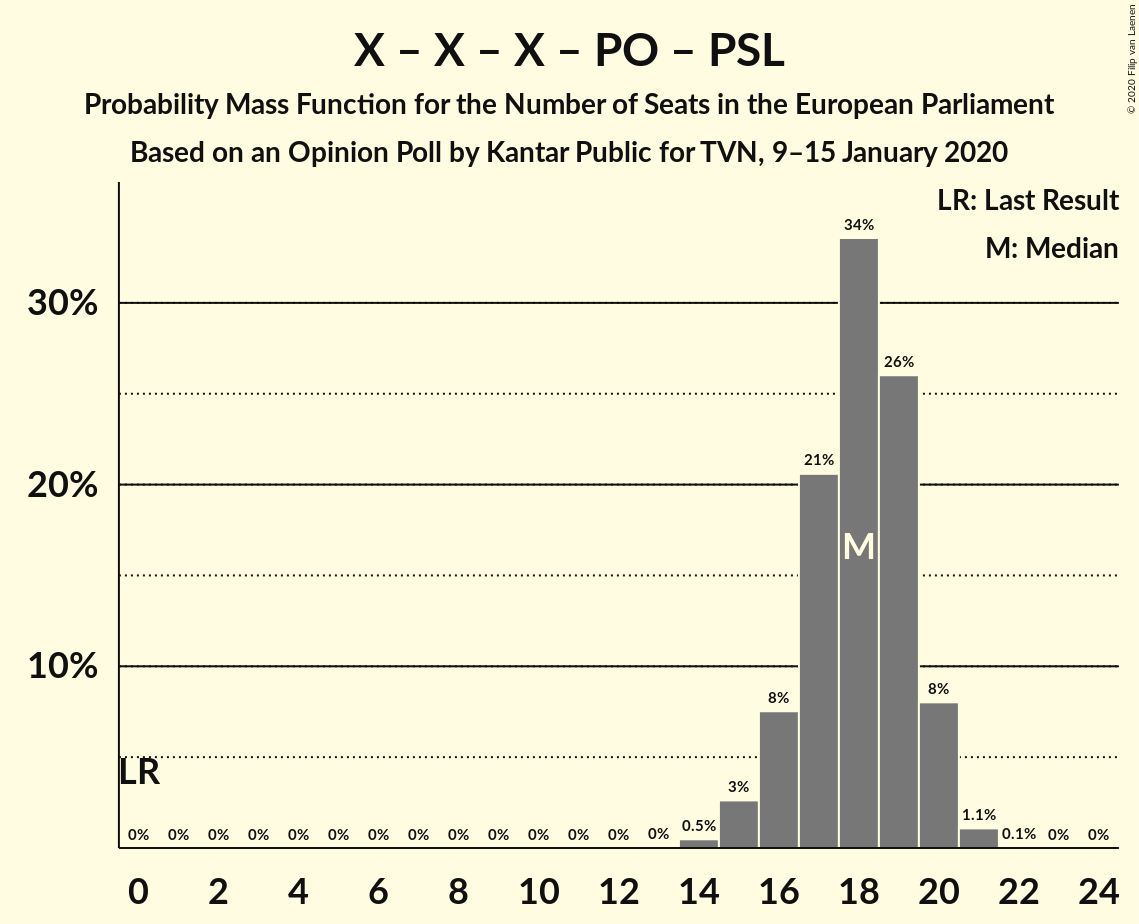 X – X – X – PO – PSL
Probability Mass Function for the Number of Seats in the European Parliament
Based on an Opinion Poll by Kantar Public for TVN, 9–15 January 2020
© 2020 Filip van Laenen
LR: Last Result
M: Median
34%
30%
26%
21%
20%
M
10%
8%
8%
LR
3%
0% 0% 0% 0% 0% 0% 0% 0% 0% 0% 0% 0% 0% 0% 0.5% 1.1% 0.1% 0% 0%
0 2 4 6 8 10 12 14 16 18 20 22 24